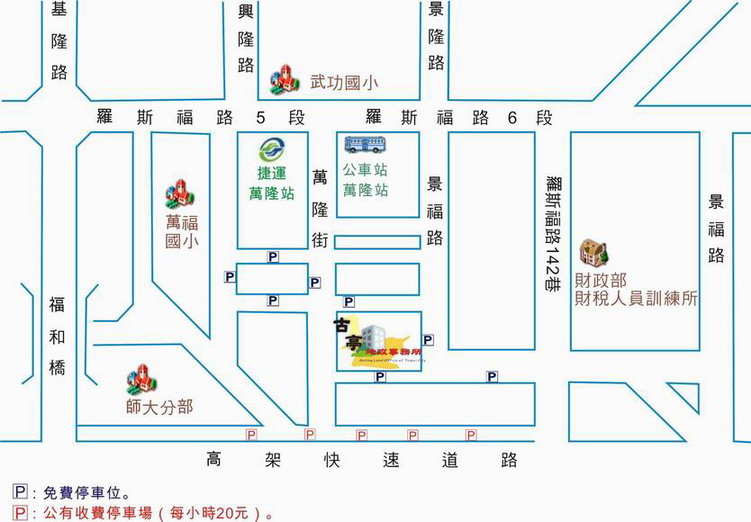 基隆路
興隆路
景隆路
武功國小
羅斯福路5段
羅斯福路6段
捷運
萬隆站
萬隆街
公車站
萬隆站
景福路
羅斯福路142巷
景福路
萬福
國小
財政部
財稅人員訓練所
福和橋
古亭
地政事務所
師大分部
P
P
P
P
P
P
P
P
P
P
P
P
P
高架快速道路
P：免費停車位。
P：公有收費停車場（每小時20元）。